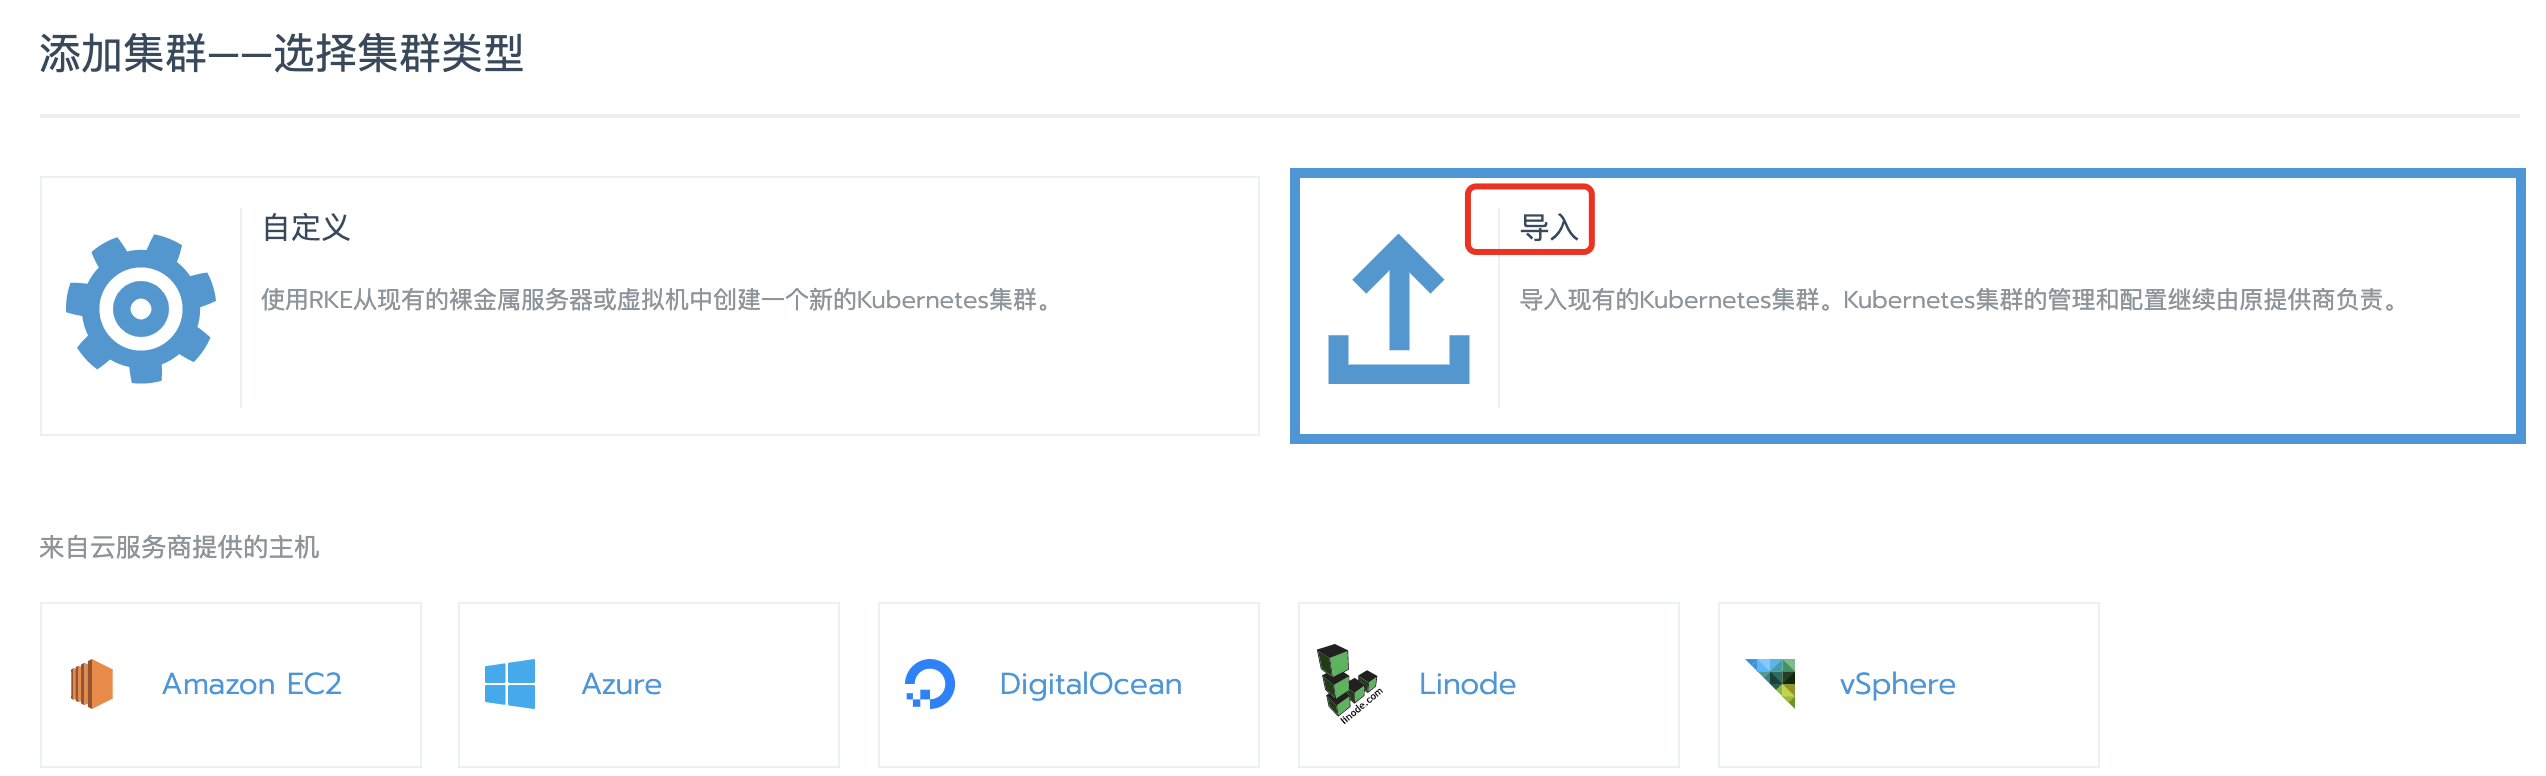 添加集群——选择集群类型
自定义
使用RKE从现有的裸金属服务器或虚拟机中创建一个新的Kubernetes集群。
导入
导入现有的Kubernetes集群。Kubernetes集群的管理和配置继续由原提供商负责。
来自云服务商提供的主机
Amazon EC2
Azure
DigitalOcean
linode.com
Linode
vSphere